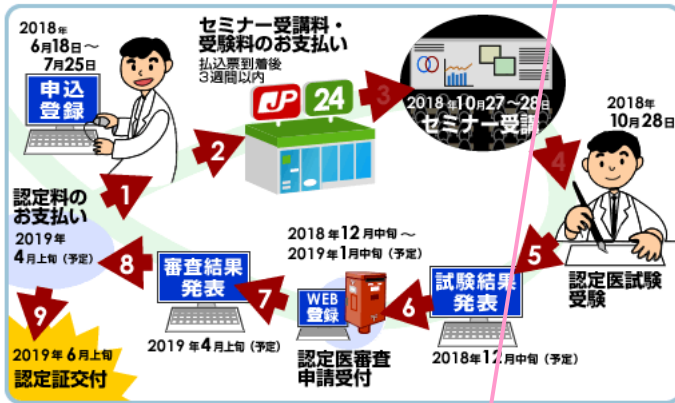 2018年
6月18日～
7月25日
申込
登録
1
2
セミナー受講料・
受験料のお支払い
払込票到着後
3週間以内
JP
24
3
2018年10月27～28日
セミナー受講
4
2018年
10月28日
認定医試験
受験
5
試験結果
発表
2018年12月中旬（予定）
6
2018年12月中旬～
2019年1月中旬（予定）
WEB
登録
認定医審査
申請受付
7
審査結果
発表
2019年4月上旬（予定）
8
認定料の
お支払い
2019年
4月上旬（予定）
9
2019年6月上旬
認定証交付